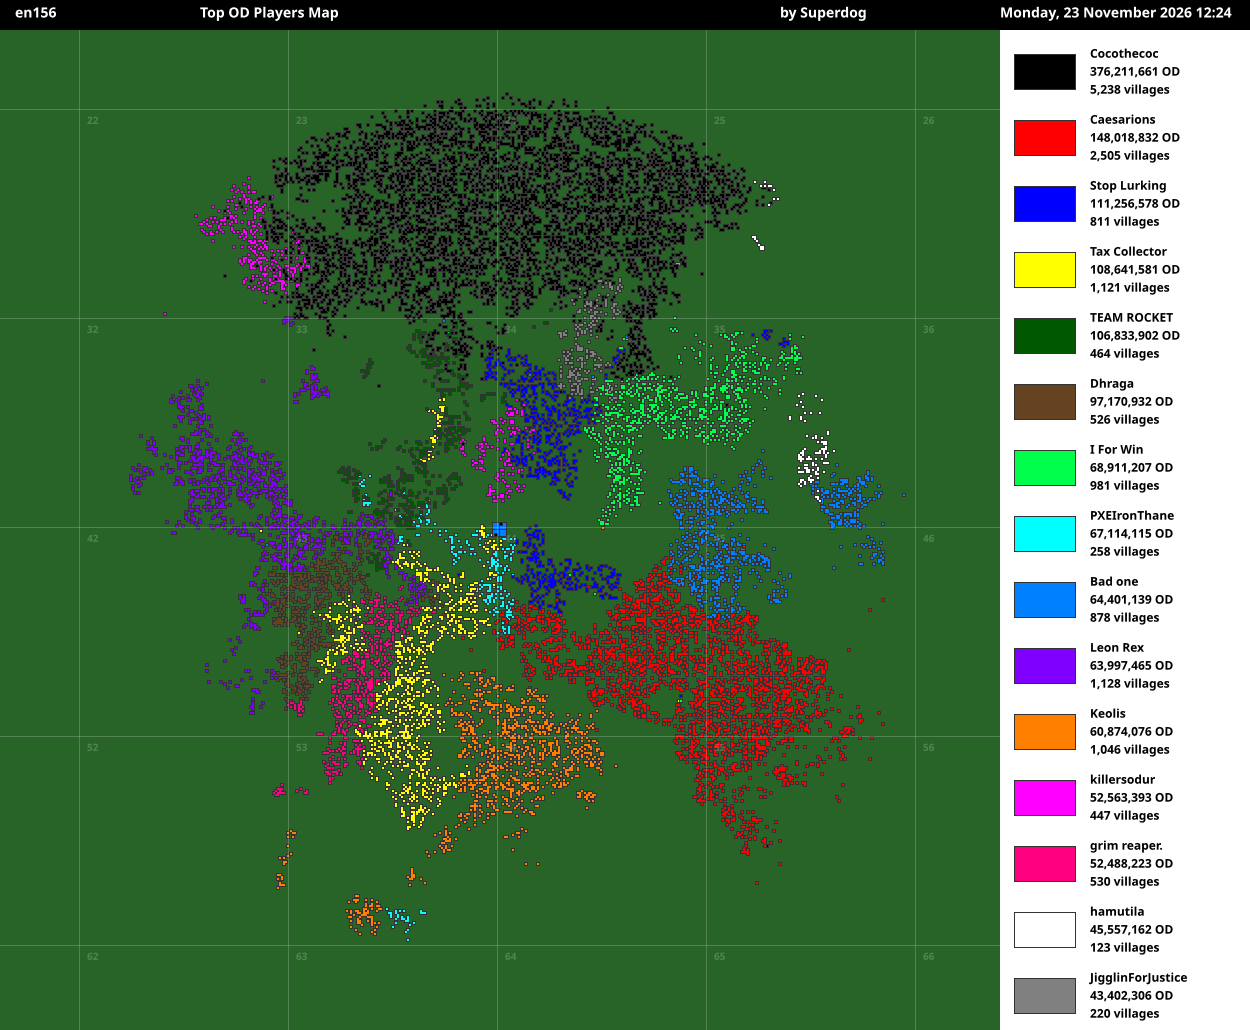 en156 Top OD Players Map by Superdog Monday, 23 November 2026 12:24
22 23 25 26
32 33 34 35 36
42 43 45 46
52 53 55 56
62 63 64 65 66
Cocothecoc
376,211,661 OD
5,238 villages
Caesarions
148,018,832 OD
2,505 villages
Stop Lurking
111,256,578 OD
811 villages
Tax Collector
108,641,581 OD
1,121 villages
TEAM ROCKET
106,833,902 OD
464 villages
Dhraga
97,170,932 OD
526 villages
I For Win
68,911,207 OD
981 villages
PXEIronThane
67,114,115 OD
258 villages
Bad one
64,401,139 OD
878 villages
Leon Rex
63,997,465 OD
1,128 villages
Keolis
60,874,076 OD
1,046 villages
killersodur
52,563,393 OD
447 villages
grim reaper.
52,488,223 OD
530 villages
hamutila
45,557,162 OD
123 villages
JigglinForJustice
43,402,306 OD
220 villages